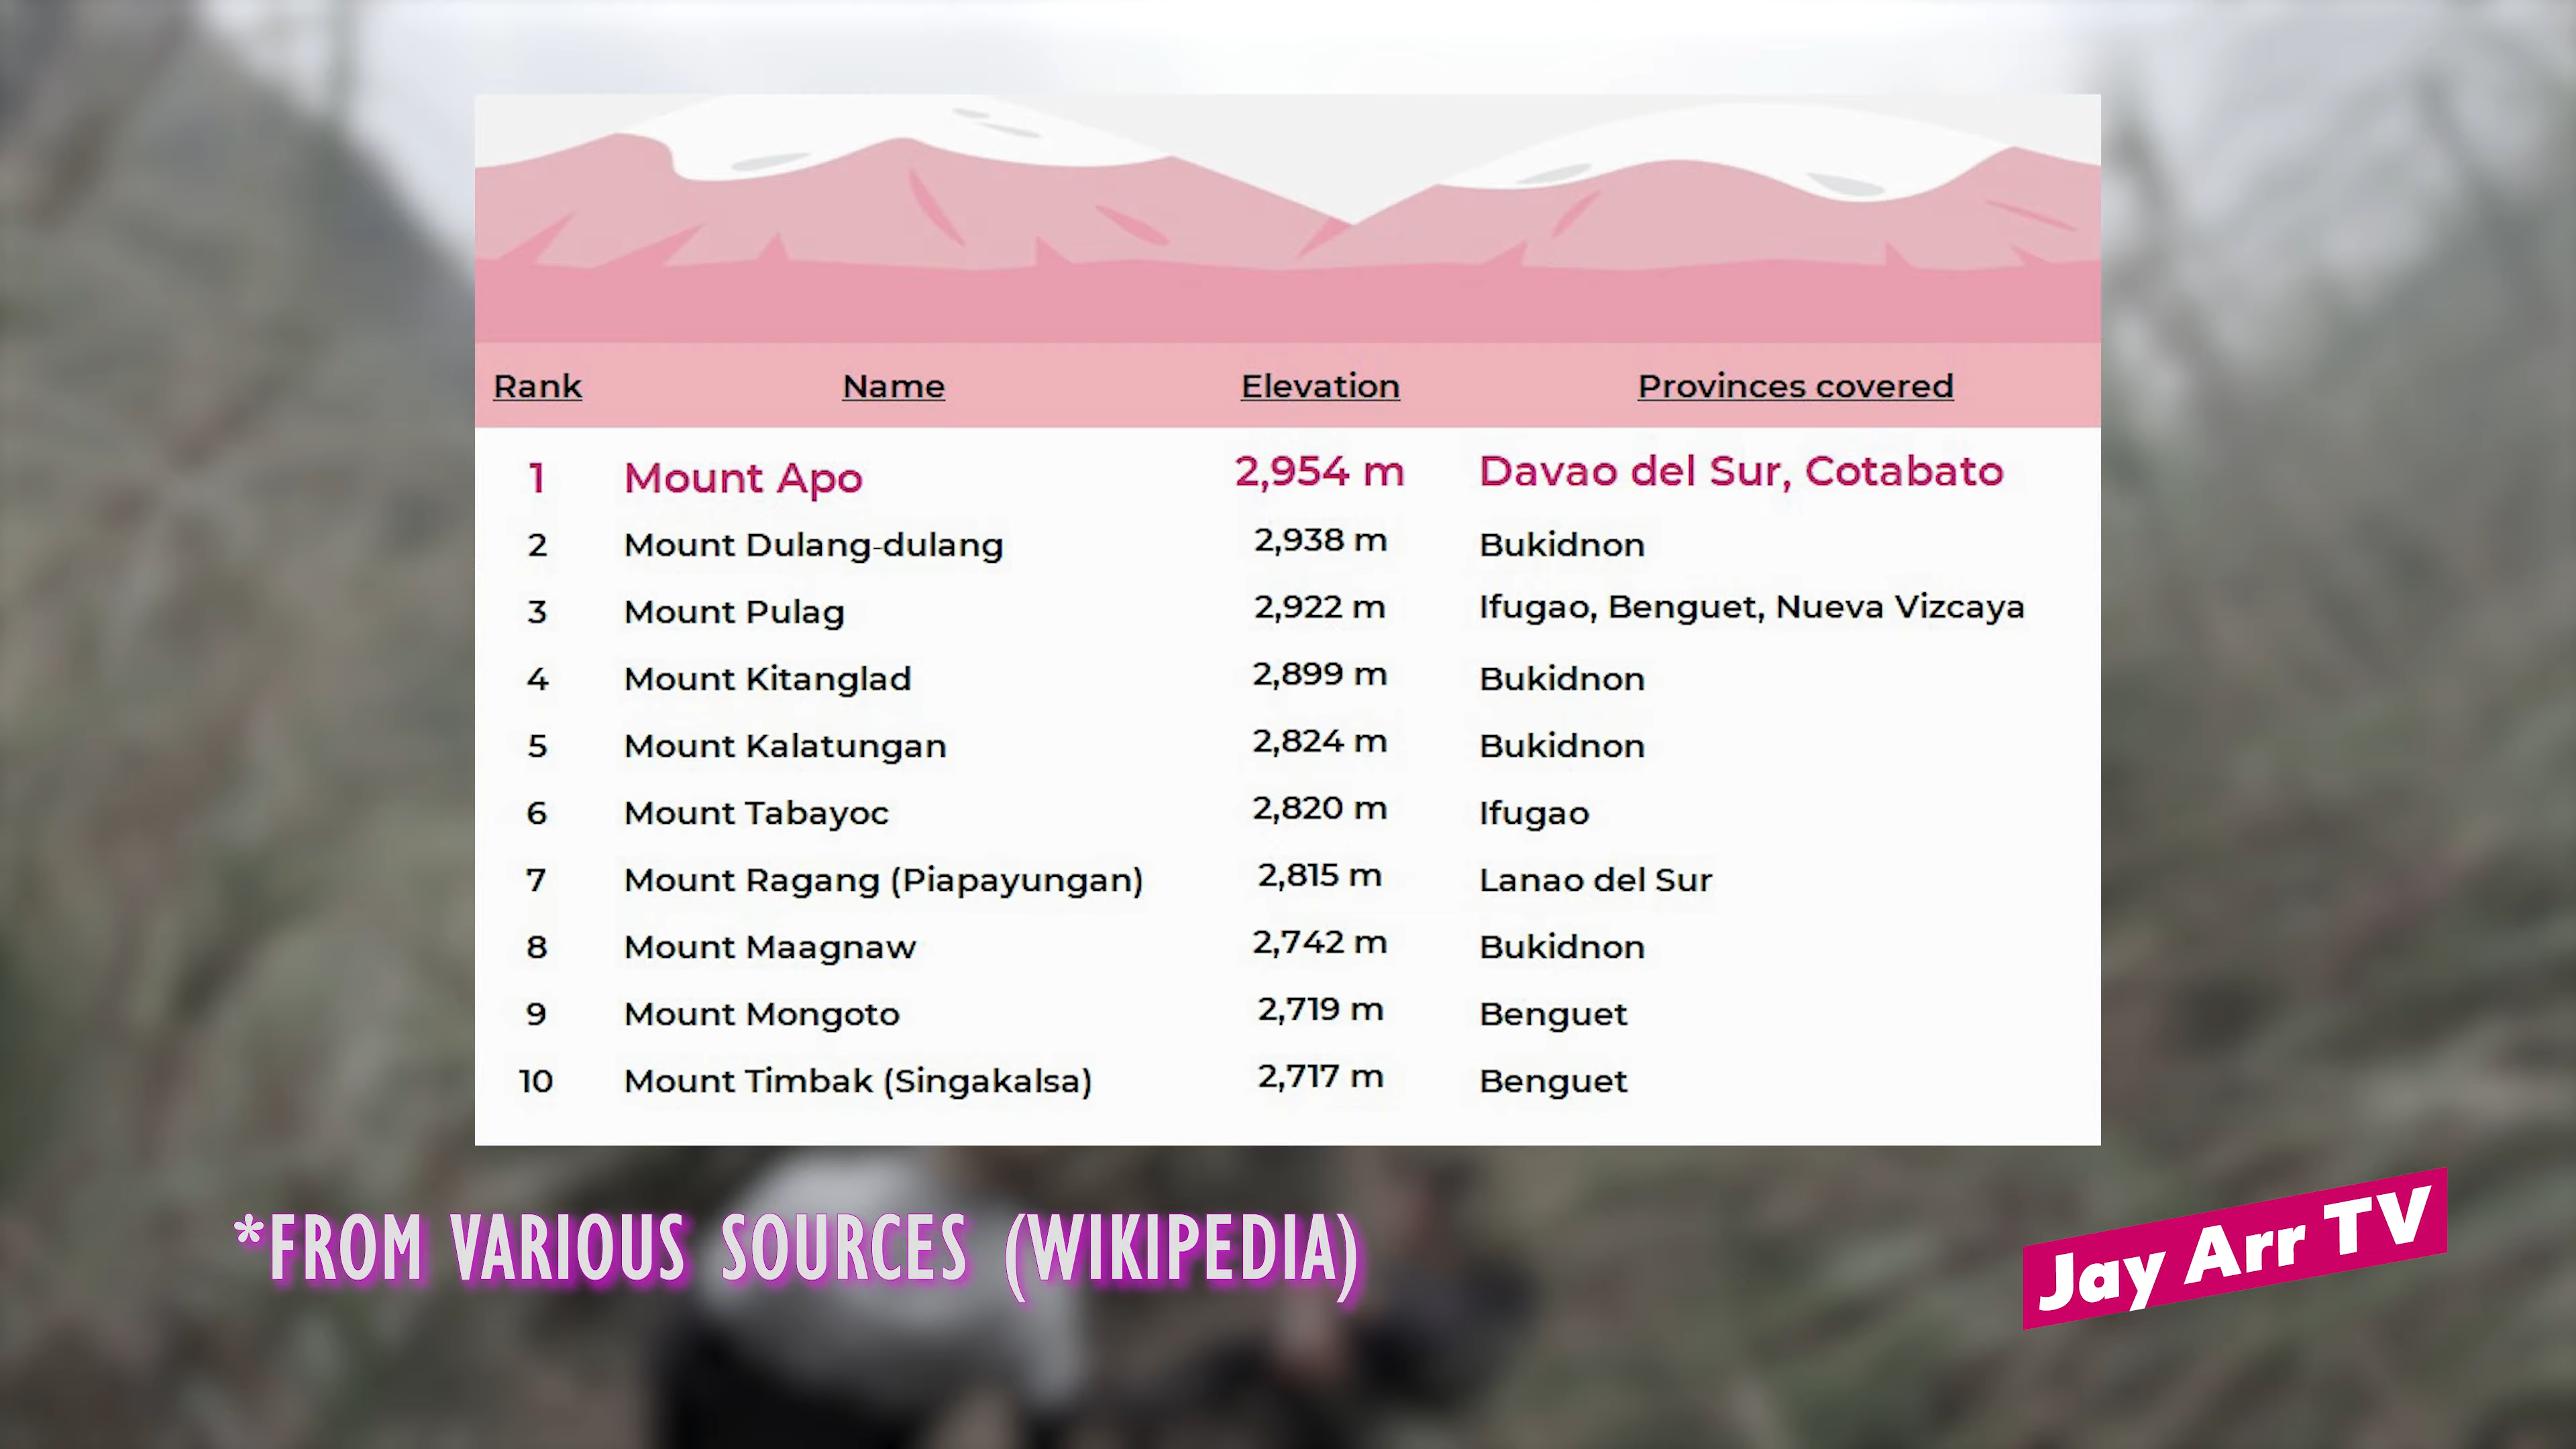 Rank Name Elevation Provinces covered
1 Mount Apo 2,954 m Davao del Sur, Cotabato
2 Mount Dulang-dulang 2,938 m Bukidnon
3 Mount Pulag 2,922 m Ifugao, Benguet, Nueva Vizcaya
4 Mount Kitanglad 2,899 m Bukidnon
5 Mount Kalatungan 2,824 m Bukidnon
6 Mount Tabayoc 2,820 m Ifugao
7 Mount Ragang (Piapayungan) 2,815 m Lanao del Sur
8 Mount Maagnaw 2,742 m Bukidnon
9 Mount Mongoto 2,719 m Benguet
10 Mount Timbak (Singakalsa) 2,717 m Benguet
*FROM VARIOUS SOURCES (WIKIPEDIA)
Jay Arr TV